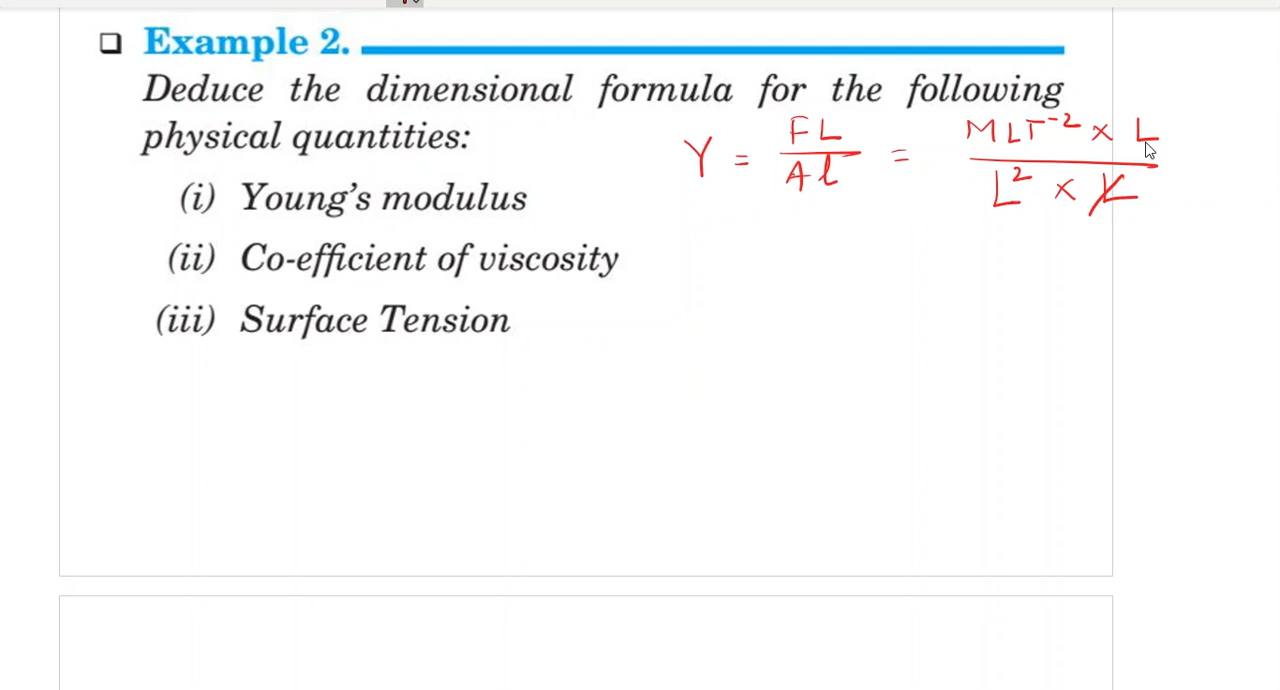 ❑ Example 2.
Deduce the dimensional formula for the following
physical quantities:
Y = FL / Al = MLT⁻² × L / L² × L
(i) Young's modulus
(ii) Co-efficient of viscosity
(iii) Surface Tension